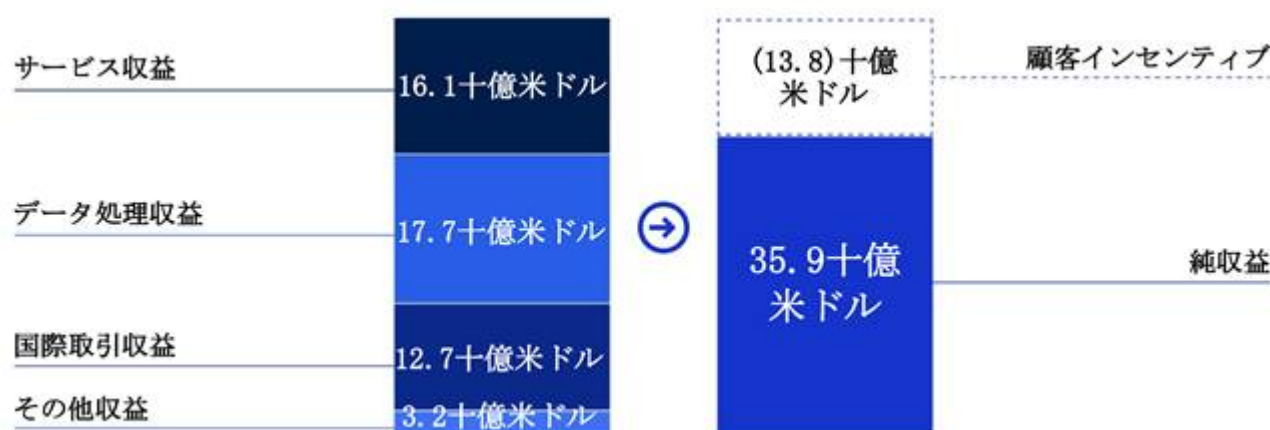 サービス収益
16.1十億米ドル
データ処理収益
17.7十億米ドル
国際取引収益
12.7十億米ドル
その他収益
3.2十億米ドル
(13.8)十億
米ドル
顧客インセンティブ
35.9十億
米ドル
純収益